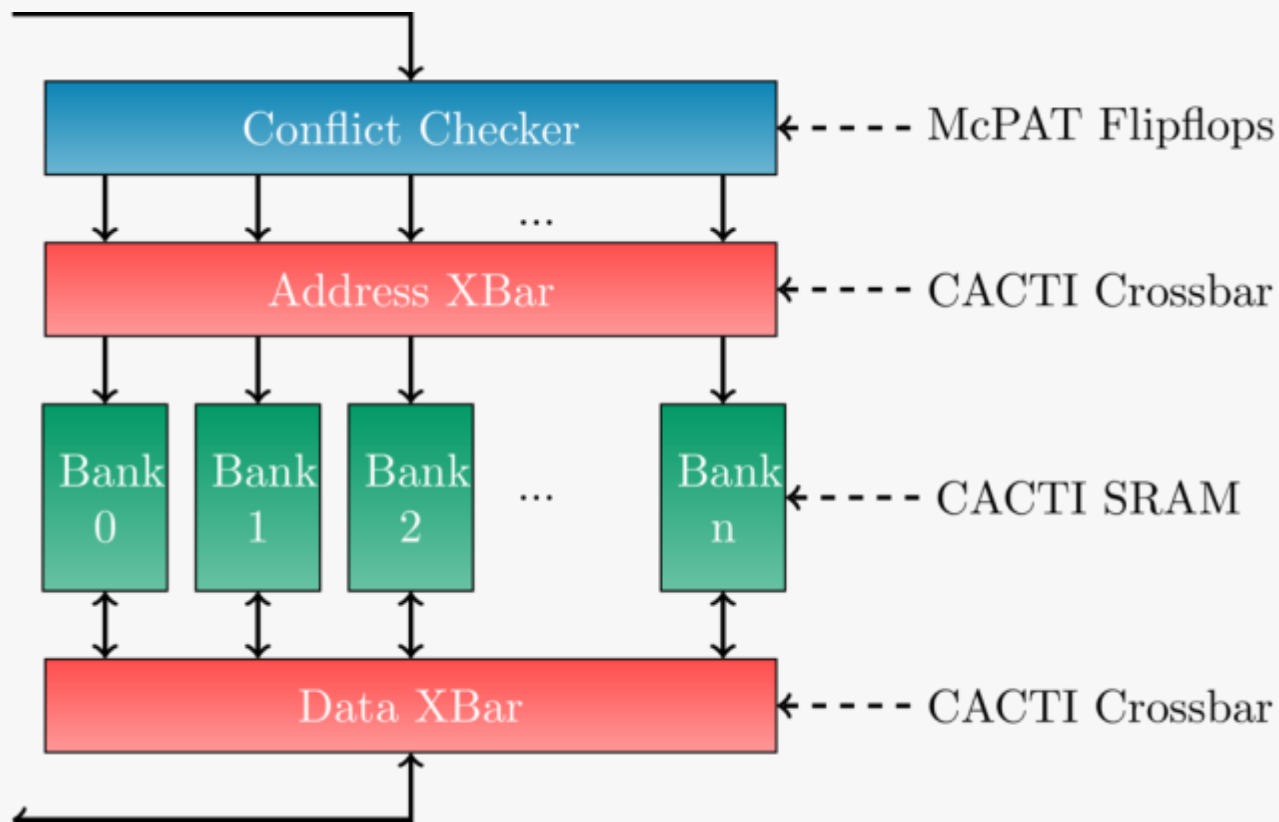 Conflict Checker
McPAT Flipflops
...
Address XBar
CACTI Crossbar
Bank
0
Bank
1
Bank
2
...
Bank
n
CACTI SRAM
Data XBar
CACTI Crossbar